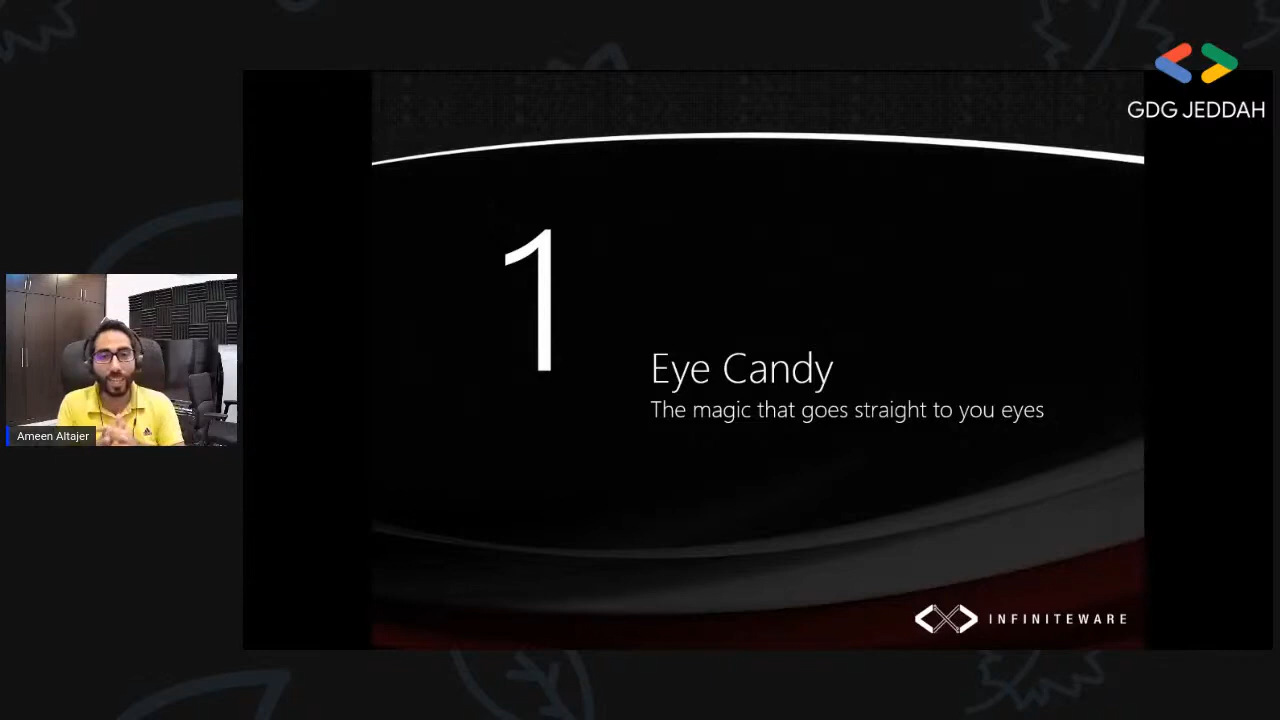 GDG JEDDAH
1
Eye Candy
The magic that goes straight to you eyes
Ameen Altajer
INFINITEWARE